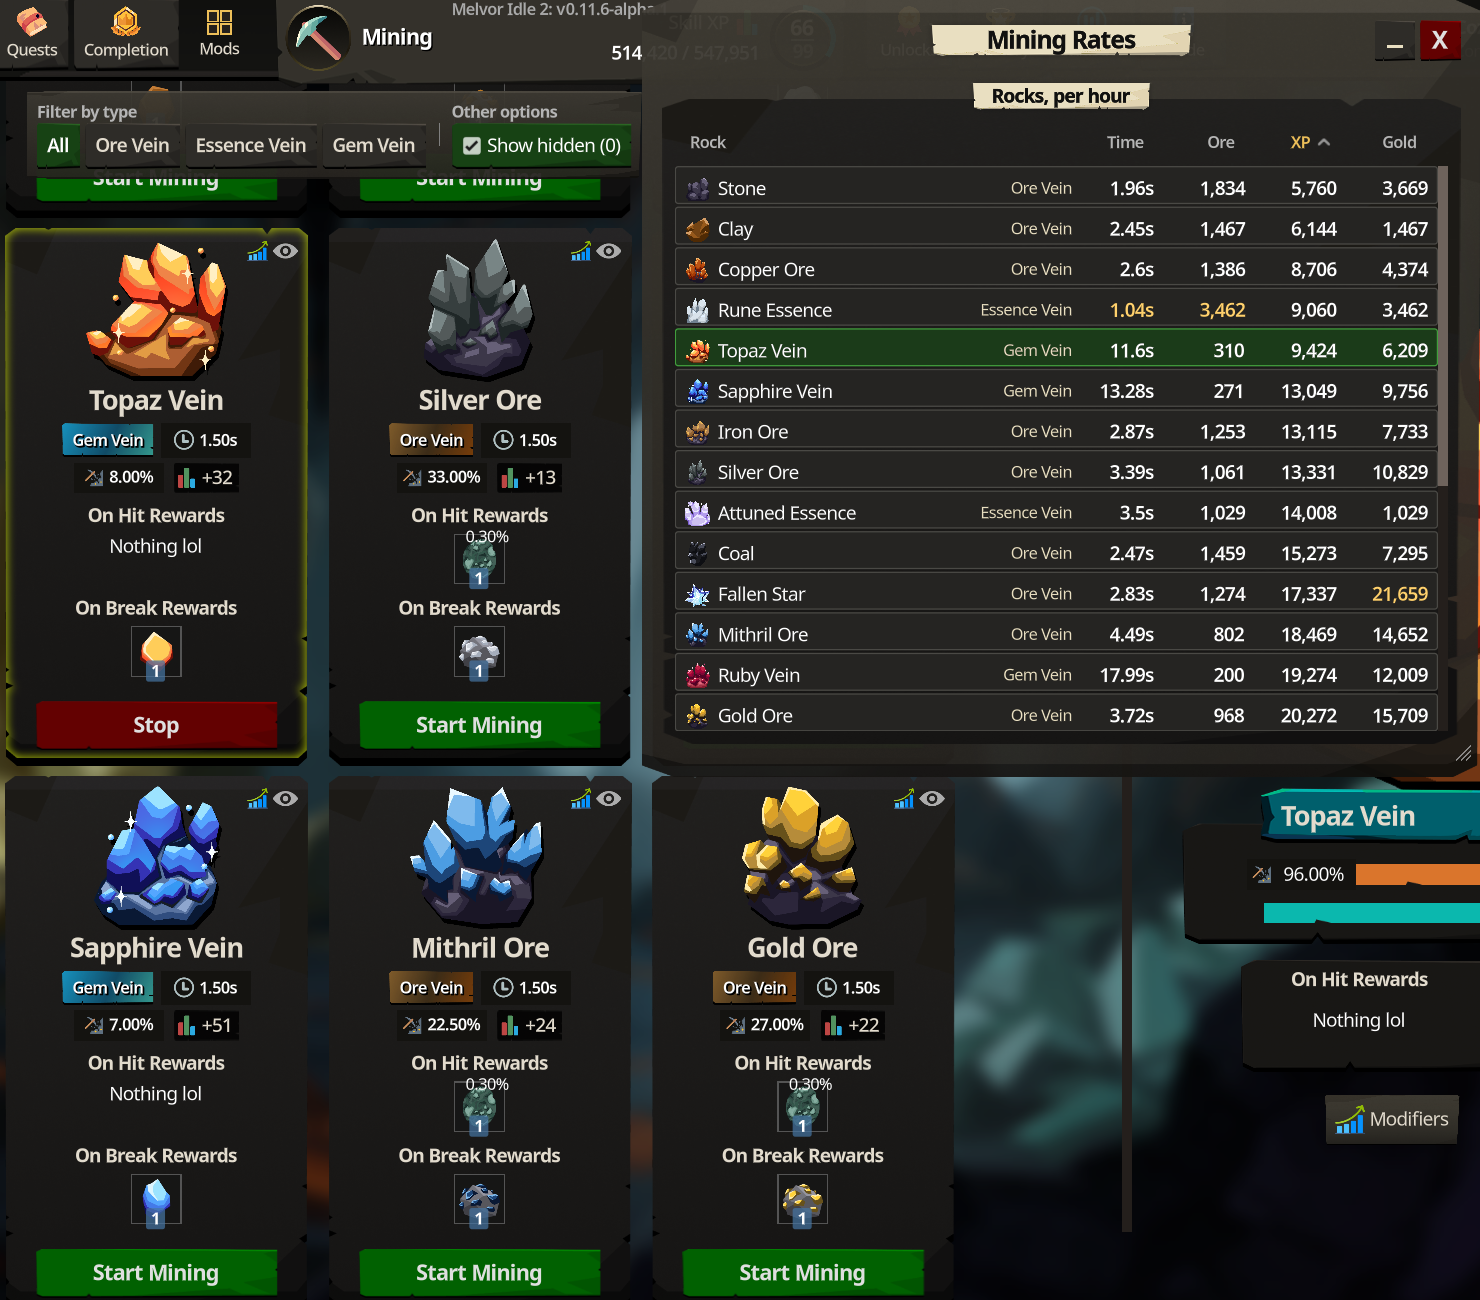 Melvor Idle 2: v0.11.6-alpha
Quests
Completion
Mods
Mining
Skill XP
514,420 / 547,951
66
99
Mining Rates
X
Filter by type
Other options
All
Ore Vein
Essence Vein
Gem Vein
Show hidden (0)
Start Mining
Start Mining
Rocks, per hour
Rock Time Ore XP Gold
Stone Ore Vein 1.96s 1,834 5,760 3,669
Clay Ore Vein 2.45s 1,467 6,144 1,467
Copper Ore Ore Vein 2.6s 1,386 8,706 4,374
Rune Essence Essence Vein 1.04s 3,462 9,060 3,462
Topaz Vein Gem Vein 11.6s 310 9,424 6,209
Sapphire Vein Gem Vein 13.28s 271 13,049 9,756
Iron Ore Ore Vein 2.87s 1,253 13,115 7,733
Silver Ore Ore Vein 3.39s 1,061 13,331 10,829
Attuned Essence Essence Vein 3.5s 1,029 14,008 1,029
Coal Ore Vein 2.47s 1,459 15,273 7,295
Fallen Star Ore Vein 2.83s 1,274 17,337 21,659
Mithril Ore Ore Vein 4.49s 802 18,469 14,652
Ruby Vein Gem Vein 17.99s 200 19,274 12,009
Gold Ore Ore Vein 3.72s 968 20,272 15,709
Topaz Vein
Gem Vein
1.50s
8.00%
+32
On Hit Rewards
Nothing lol
On Break Rewards
1
Stop
Silver Ore
Ore Vein
1.50s
33.00%
+13
On Hit Rewards
0.30%
1
On Break Rewards
1
Start Mining
Sapphire Vein
Gem Vein
1.50s
7.00%
+51
On Hit Rewards
Nothing lol
On Break Rewards
1
Start Mining
Mithril Ore
Ore Vein
1.50s
22.50%
+24
On Hit Rewards
0.30%
1
On Break Rewards
1
Start Mining
Gold Ore
Ore Vein
1.50s
27.00%
+22
On Hit Rewards
0.30%
1
On Break Rewards
1
Start Mining
Topaz Vein
96.00%
On Hit Rewards
Nothing lol
Modifiers